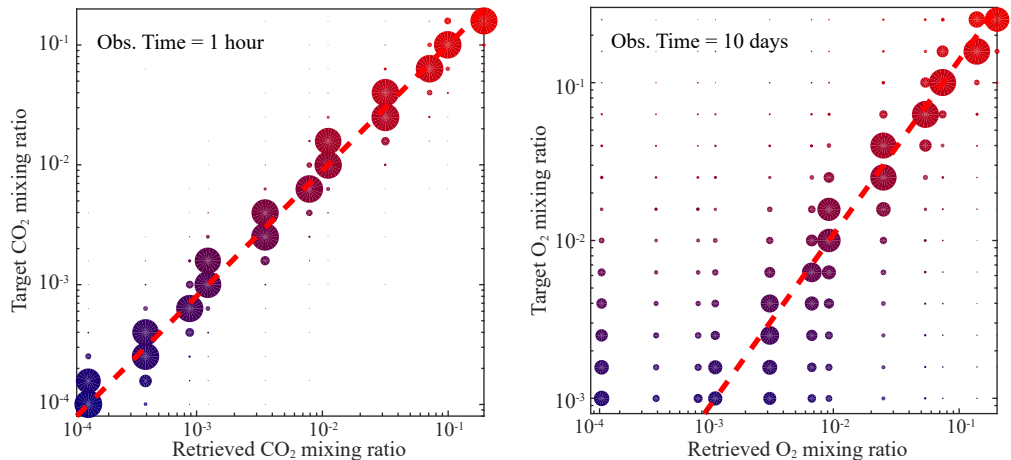 Obs. Time = 1 hour
Target CO₂ mixing ratio
10⁻¹
10⁻²
10⁻³
10⁻⁴
10⁻⁴ 10⁻³ 10⁻² 10⁻¹
Retrieved CO₂ mixing ratio
Obs. Time = 10 days
Target O₂ mixing ratio
10⁻¹
10⁻²
10⁻³
10⁻⁴ 10⁻³ 10⁻² 10⁻¹
Retrieved O₂ mixing ratio